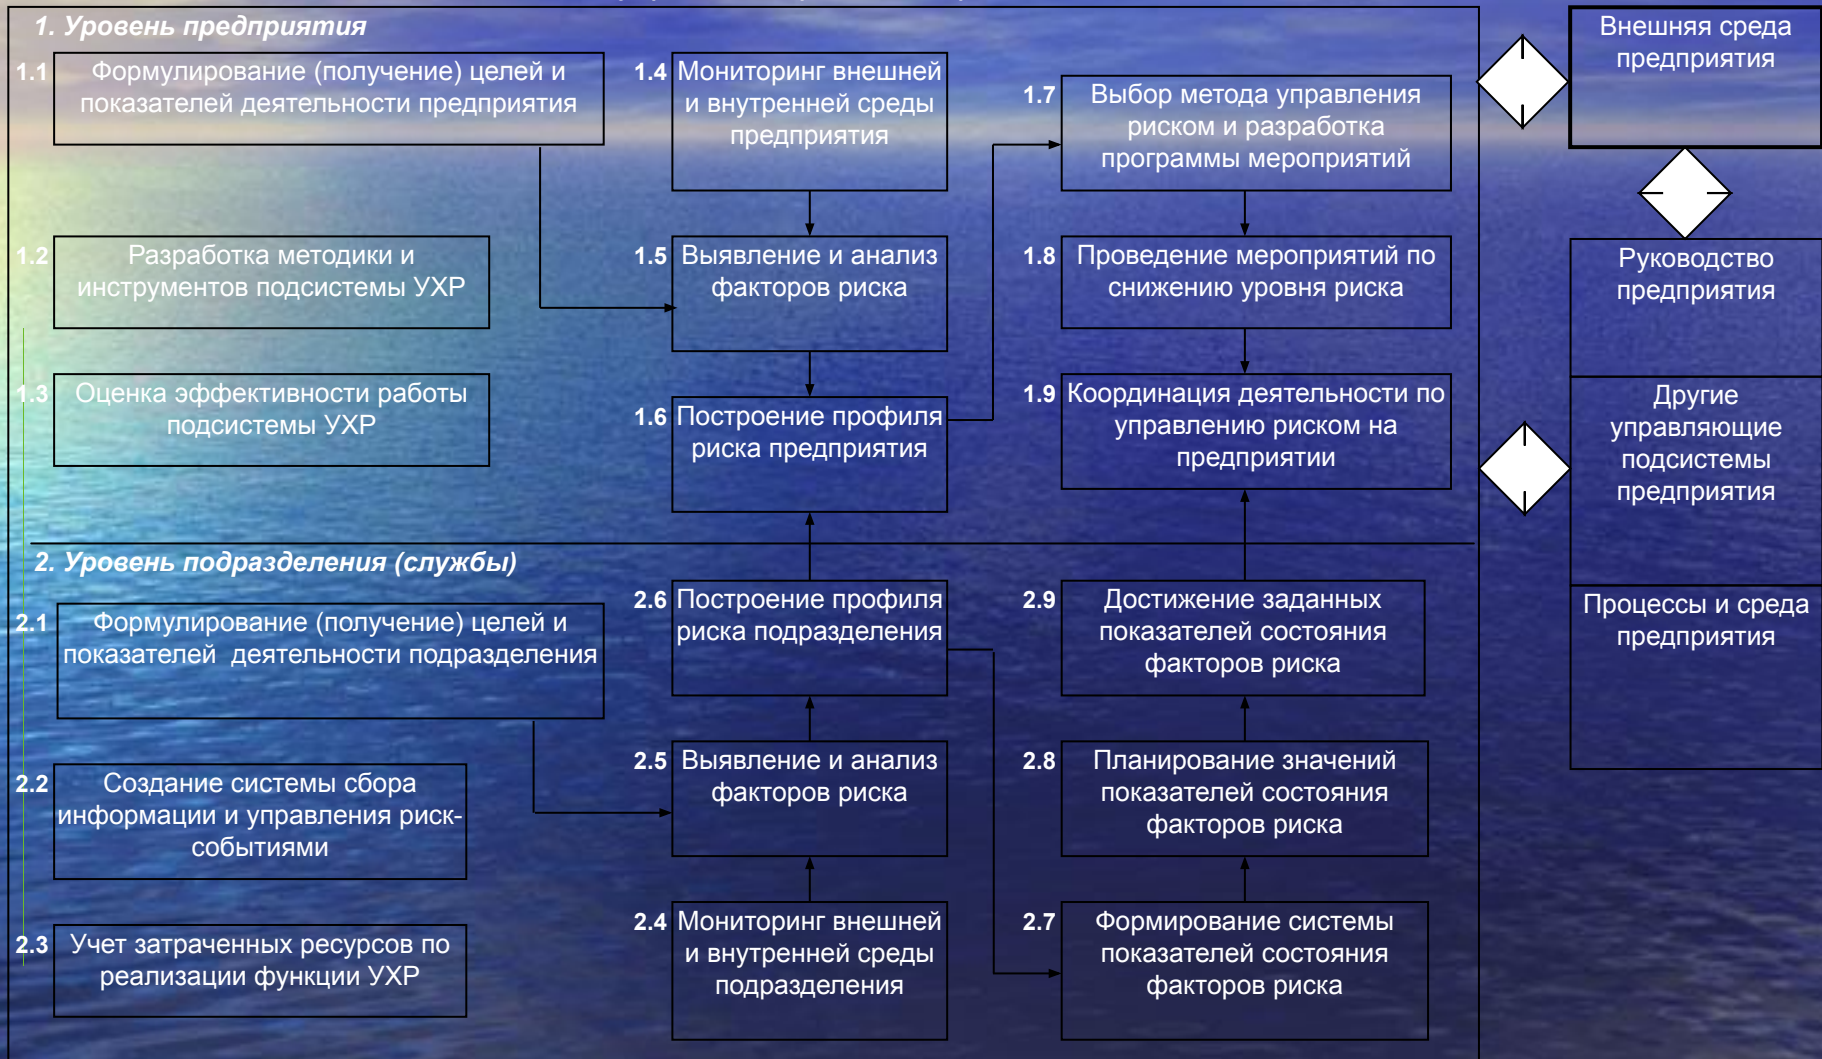 1. Уровень предприятия
1.1
Формулирование (получение) целей и
показателей деятельности предприятия
1.2
Разработка методики и
инструментов подсистемы УХР
1.3
Оценка эффективности работы
подсистемы УХР
1.4
Мониторинг внешней
и внутренней среды
предприятия
1.5
Выявление и анализ
факторов риска
1.6
Построение профиля
риска предприятия
1.7
Выбор метода управления
риском и разработка
программы мероприятий
1.8
Проведение мероприятий по
снижению уровня риска
1.9
Координация деятельности по
управлению риском на
предприятии
2. Уровень подразделения (службы)
2.1
Формулирование (получение) целей и
показателей деятельности подразделения
2.2
Создание системы сбора
информации и управления риск-
событиями
2.3
Учет затраченных ресурсов по
реализации функции УХР
2.6
Построение профиля
риска подразделения
2.5
Выявление и анализ
факторов риска
2.4
Мониторинг внешней
и внутренней среды
подразделения
2.9
Достижение заданных
показателей состояния
факторов риска
2.8
Планирование значений
показателей состояния
факторов риска
2.7
Формирование системы
показателей состояния
факторов риска
Внешняя среда
предприятия
Руководство
предприятия
Другие
управляющие
подсистемы
предприятия
Процессы и среда
предприятия